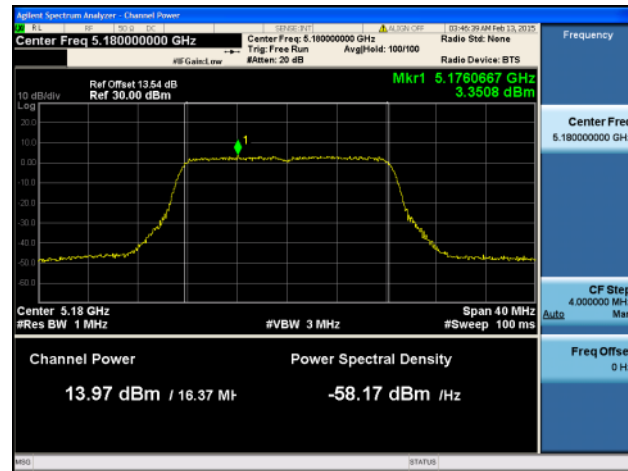 Agilent Spectrum Analyzer - Channel Power
RL RF 50 Ω DC SENSE:INT ALIGN OFF 03:46:39 AM Feb 13, 2015
Center Freq 5.180000000 GHz
Center Freq: 5.180000000 GHz
Radio Std: None
Trig: Free Run Avg|Hold: 100/100
#IFGain:Low #Atten: 20 dB Radio Device: BTS
Ref Offset 13.54 dB
Mkr1 5.1760667 GHz
10 dB/div Ref 30.00 dBm 3.3508 dBm
Log
20.0
10.0
1
0.00
-10.0
-20.0
-30.0
-40.0
-50.0
-60.0
Center 5.18 GHz Span 40 MHz
#Res BW 1 MHz #VBW 3 MHz #Sweep 100 ms
Channel Power Power Spectral Density
13.97 dBm / 16.37 MH -58.17 dBm /Hz
MSG STATUS
Frequency
Center Freq
5.180000000 GHz
CF Step
4.000000 MHz
Auto Man
Freq Offset
0 Hz